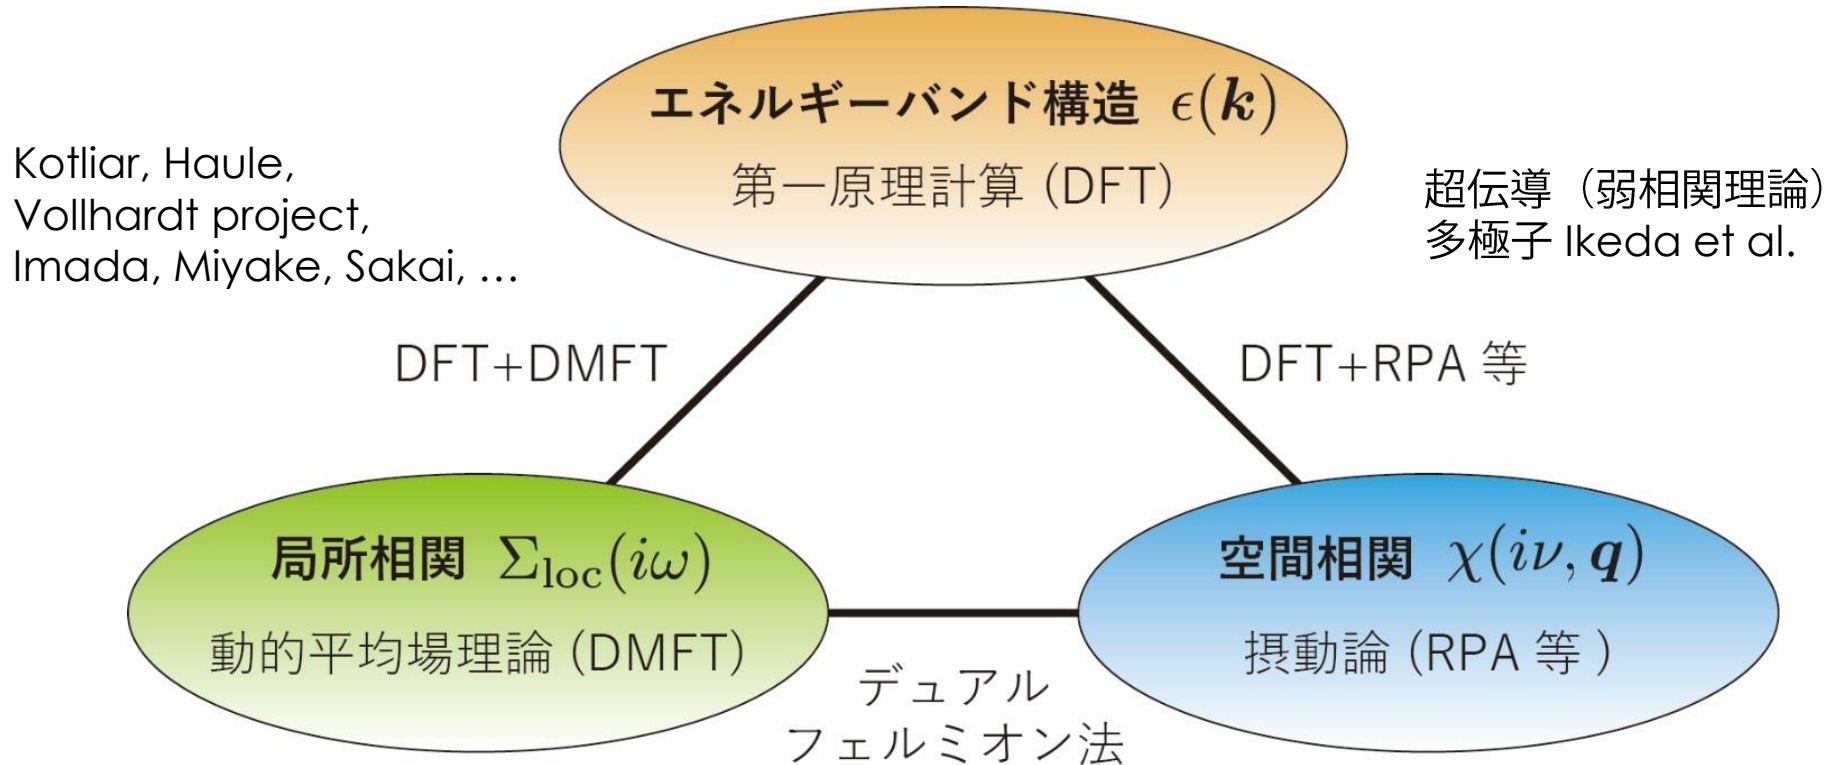 エネルギーバンド構造 ϵ(k)
第一原理計算 (DFT)
Kotliar, Haule,
Vollhardt project,
Imada, Miyake, Sakai, …
超伝導（弱相関理論）
多極子 Ikeda et al.
DFT+DMFT
DFT+RPA 等
局所相関 Σloc(iω)
動的平均場理論 (DMFT)
空間相関 χ(iν, q)
摂動論 (RPA 等 )
デュアル
フェルミオン法